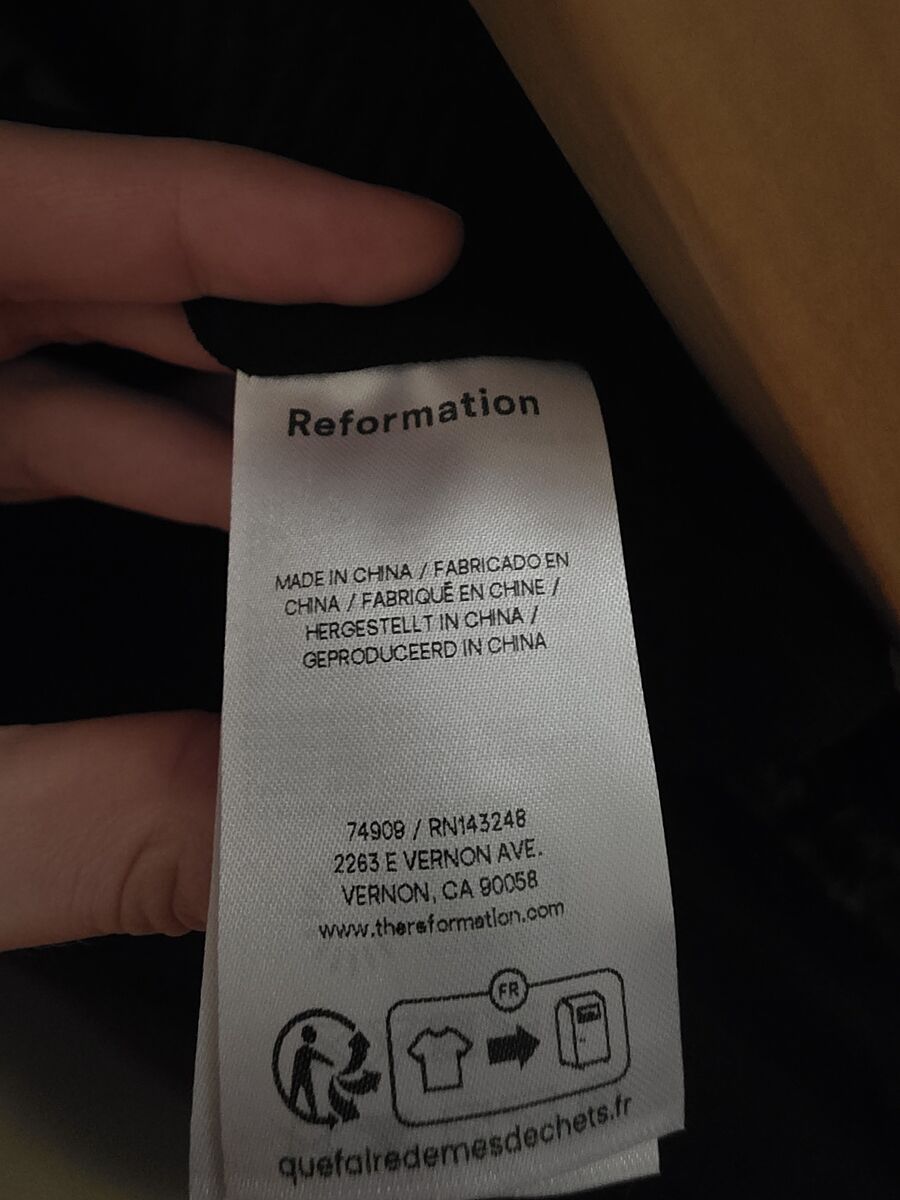 Reformation
MADE IN CHINA / FABRICADO EN
CHINA / FABRIQUÉ EN CHINE /
HERGESTELLT IN CHINA /
GEPRODUCEERD IN CHINA
74909 / RN143248
2263 E VERNON AVE.
VERNON, CA 90058
www.thereformation.com
FR
quefairedemesdechets.fr